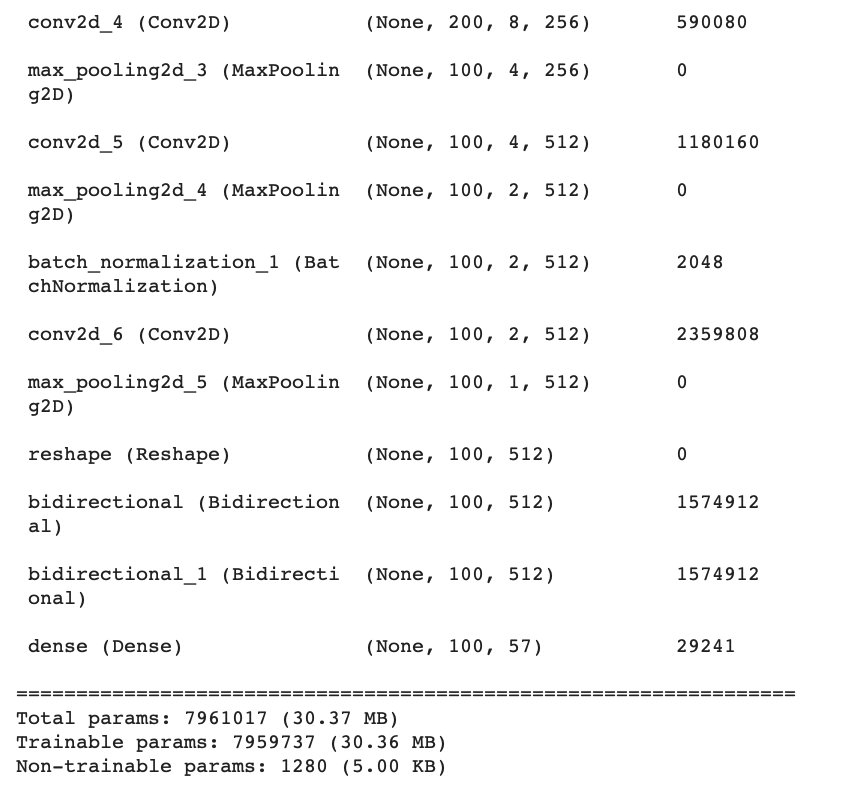 conv2d_4 (Conv2D) (None, 200, 8, 256) 590080
max_pooling2d_3 (MaxPoolin (None, 100, 4, 256) 0
g2D)
conv2d_5 (Conv2D) (None, 100, 4, 512) 1180160
max_pooling2d_4 (MaxPoolin (None, 100, 2, 512) 0
g2D)
batch_normalization_1 (Bat (None, 100, 2, 512) 2048
chNormalization)
conv2d_6 (Conv2D) (None, 100, 2, 512) 2359808
max_pooling2d_5 (MaxPoolin (None, 100, 1, 512) 0
g2D)
reshape (Reshape) (None, 100, 512) 0
bidirectional (Bidirection (None, 100, 512) 1574912
al)
bidirectional_1 (Bidirecti (None, 100, 512) 1574912
onal)
dense (Dense) (None, 100, 57) 29241
=================================================================
Total params: 7961017 (30.37 MB)
Trainable params: 7959737 (30.36 MB)
Non-trainable params: 1280 (5.00 KB)